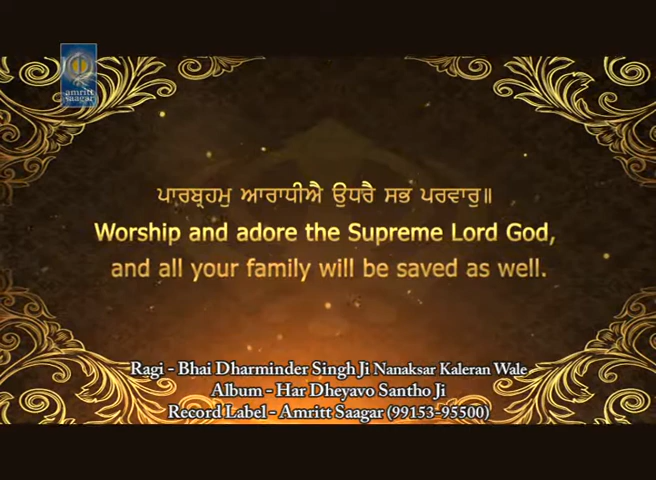 amritt
saagar
ਪਾਰਬ੍ਰਹਮੁ ਆਰਾਧੀਐ ਉਧਰੈ ਸਭ ਪਰਵਾਰੁ॥
Worship and adore the Supreme Lord God,
and all your family will be saved as well.
Ragi - Bhai Dharminder Singh Ji Nanaksar Kaleran Wale
Album - Har Dheyavo Santho Ji
Record Label - Amritt Saagar (99153-95500)